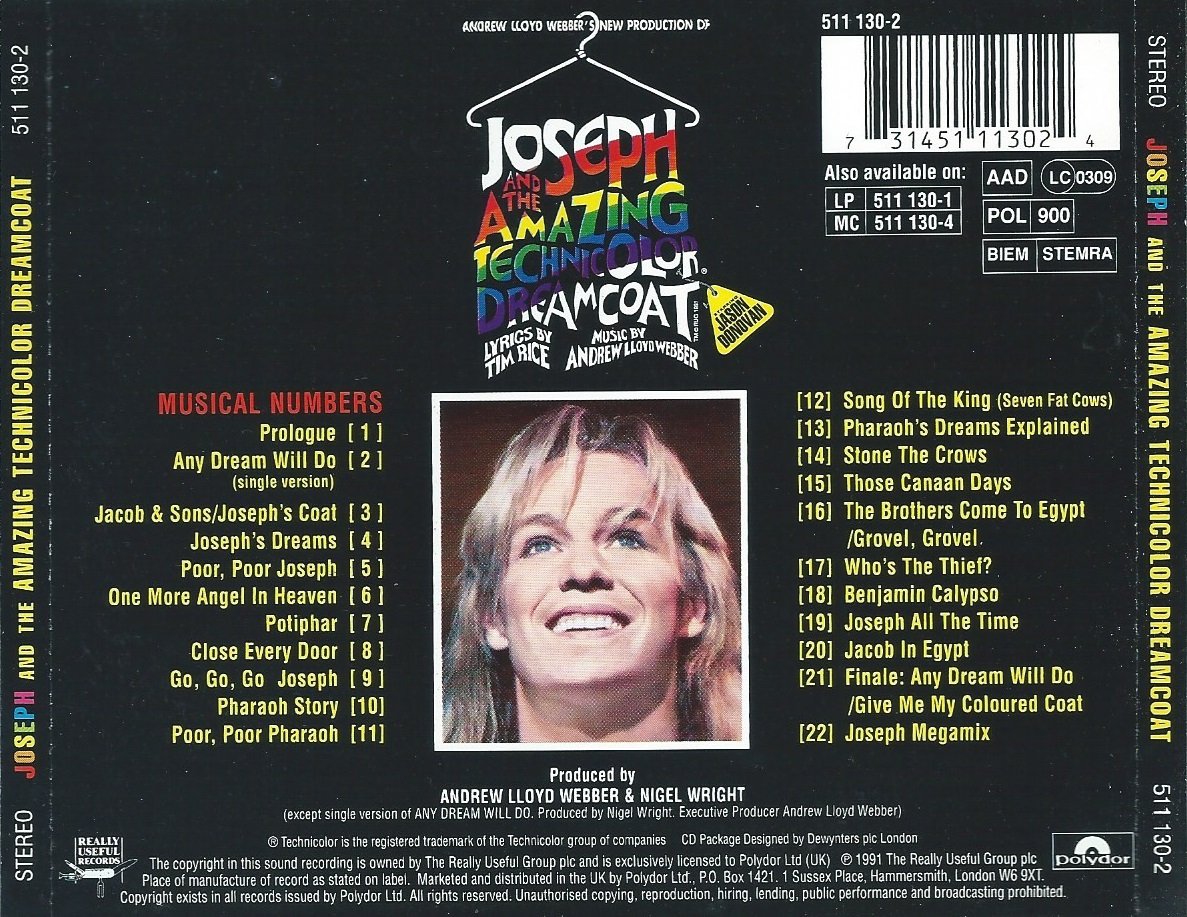 ANDREW LLOYD WEBBER'S NEW PRODUCTION OF
JOSEPH
AND THE
AMAZING
TECHNICOLOR®
DREAMCOAT
LYRICS BY
TIM RICE
MUSIC BY
ANDREW LLOYD WEBBER
JASON
DONOVAN
511 130-2
7 31451 11302 4
Also available on:
LP 511 130-1
MC 511 130-4
AAD LC 0309
POL 900
BIEM STEMRA
MUSICAL NUMBERS
Prologue [ 1 ]
Any Dream Will Do [ 2 ]
(single version)
Jacob & Sons/Joseph's Coat [ 3 ]
Joseph's Dreams [ 4 ]
Poor, Poor Joseph [ 5 ]
One More Angel In Heaven [ 6 ]
Potiphar [ 7 ]
Close Every Door [ 8 ]
Go, Go, Go Joseph [ 9 ]
Pharaoh Story [10]
Poor, Poor Pharaoh [11]
[12] Song Of The King (Seven Fat Cows)
[13] Pharaoh's Dreams Explained
[14] Stone The Crows
[15] Those Canaan Days
[16] The Brothers Come To Egypt
/Grovel, Grovel
[17] Who's The Thief?
[18] Benjamin Calypso
[19] Joseph All The Time
[20] Jacob In Egypt
[21] Finale: Any Dream Will Do
/Give Me My Coloured Coat
[22] Joseph Megamix
Produced by
ANDREW LLOYD WEBBER & NIGEL WRIGHT
(except single version of ANY DREAM WILL DO. Produced by Nigel Wright. Executive Producer Andrew Lloyd Webber)
® Technicolor is the registered trademark of the Technicolor group of companies CD Package Designed by Dewynters plc London
The copyright in this sound recording is owned by The Really Useful Group plc and is exclusively licensed to Polydor Ltd (UK) ℗ 1991 The Really Useful Group plc
Place of manufacture of record as stated on label. Marketed and distributed in the UK by Polydor Ltd., P.O. Box 1421. 1 Sussex Place, Hammersmith, London W6 9XT.
Copyright exists in all records issued by Polydor Ltd. All rights reserved. Unauthorised copying, reproduction, hiring, lending, public performance and broadcasting prohibited.
REALLY
USEFUL
RECORDS
polydor
STEREO JOSEPH AND THE AMAZING TECHNICOLOR DREAMCOAT 511 130-2
STEREO JOSEPH AND THE AMAZING TECHNICOLOR DREAMCOAT 511 130-2